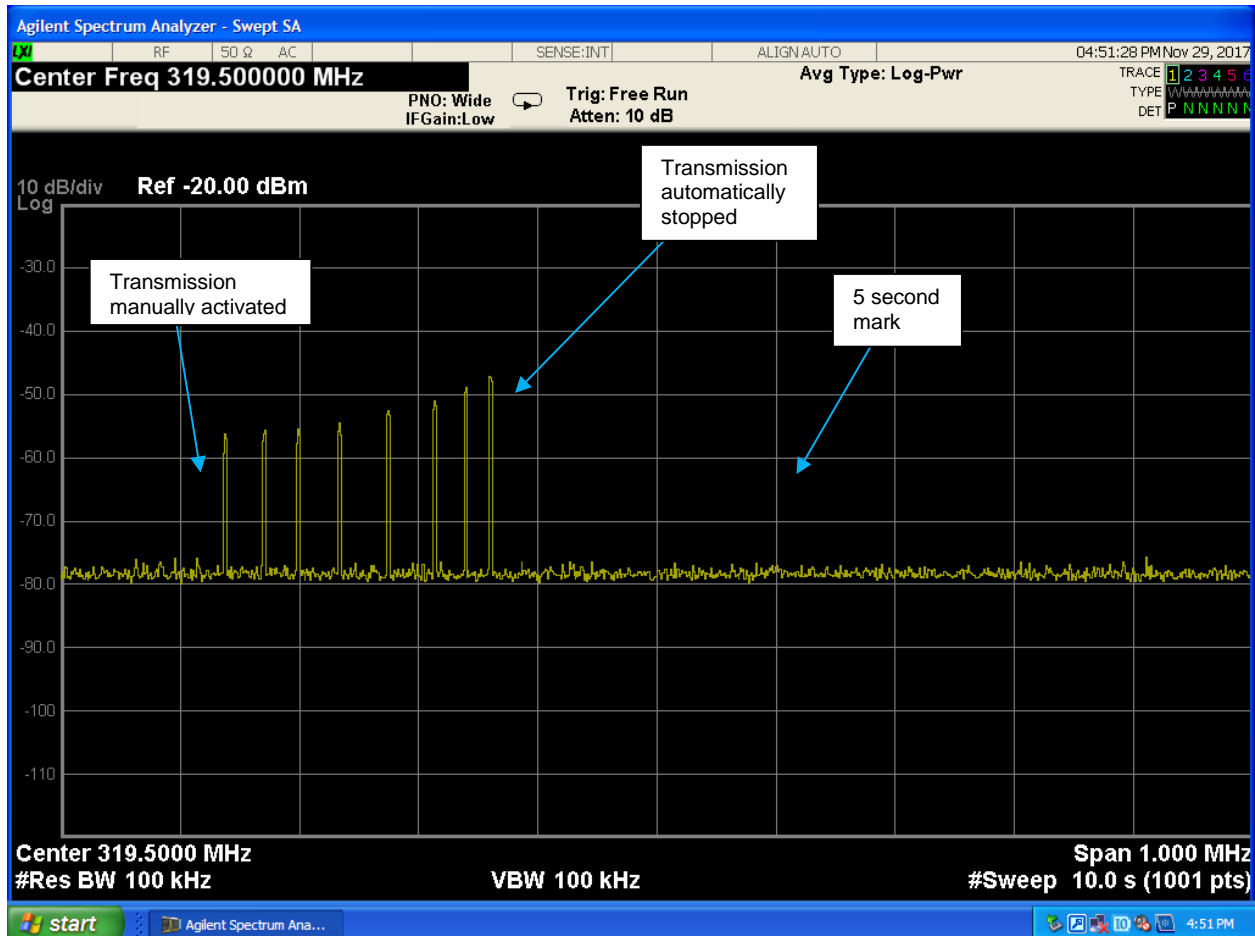 Agilent Spectrum Analyzer - Swept SA
LXI RF 50 Ω AC SENSE:INT ALIGN AUTO 04:51:28 PM Nov 29, 2017
Center Freq 319.500000 MHz Avg Type: Log-Pwr TRACE 1 2 3 4 5 6
PNO: Wide Trig: Free Run TYPE
IFGain:Low Atten: 10 dB DET P N N N N N
10 dB/div Ref -20.00 dBm
Log
Transmission
automatically
stopped
-30.0
Transmission
manually activated
5 second
mark
-40.0
-50.0
-60.0
-70.0
-80.0
-90.0
-100
-110
Center 319.5000 MHz Span 1.000 MHz
#Res BW 100 kHz VBW 100 kHz #Sweep 10.0 s (1001 pts)
start Agilent Spectrum Ana... 4:51 PM